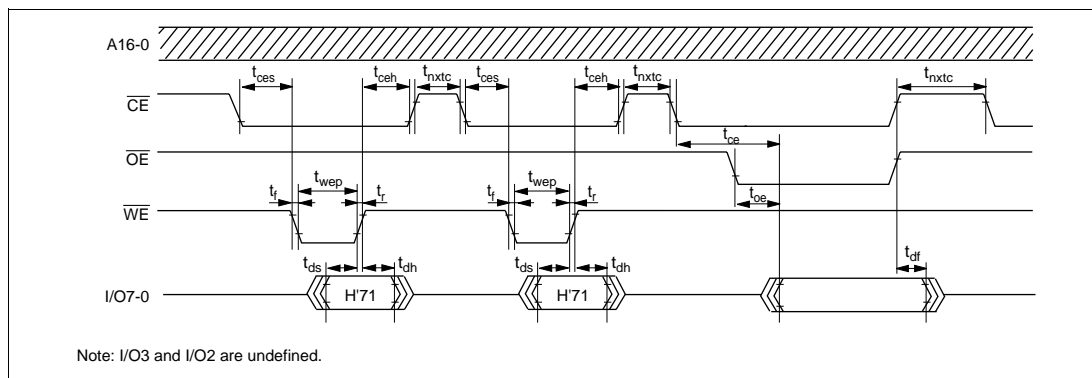 A16-0
tces tceh tnxtc tces tceh tnxtc tnxtc
CE
tce
OE
twep twep
tf tr tf tr toe
WE
tds tdh tds tdh tdf
I/O7-0 H'71 H'71
Note: I/O3 and I/O2 are undefined.